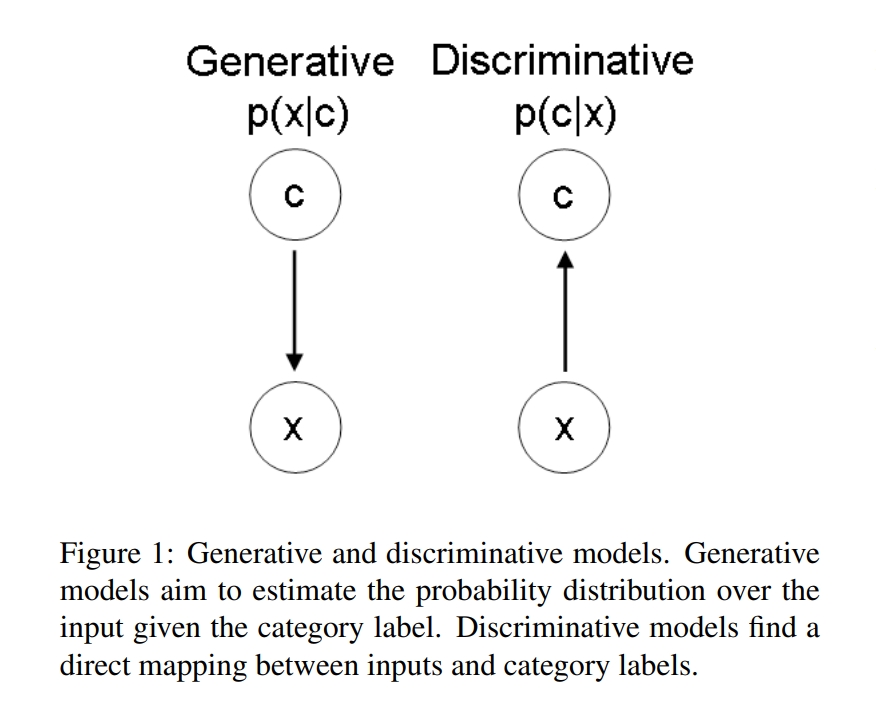 Generative Discriminative
p(x|c) p(c|x)
c c
x x
Figure 1: Generative and discriminative models. Generative
models aim to estimate the probability distribution over the
input given the category label. Discriminative models find a
direct mapping between inputs and category labels.